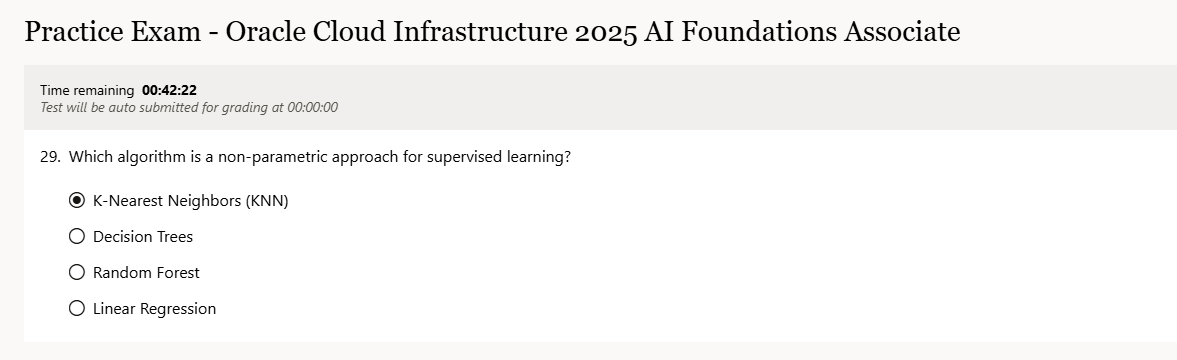 Practice Exam - Oracle Cloud Infrastructure 2025 AI Foundations Associate
Time remaining 00:42:22
Test will be auto submitted for grading at 00:00:00
29. Which algorithm is a non-parametric approach for supervised learning?
K-Nearest Neighbors (KNN)
Decision Trees
Random Forest
Linear Regression